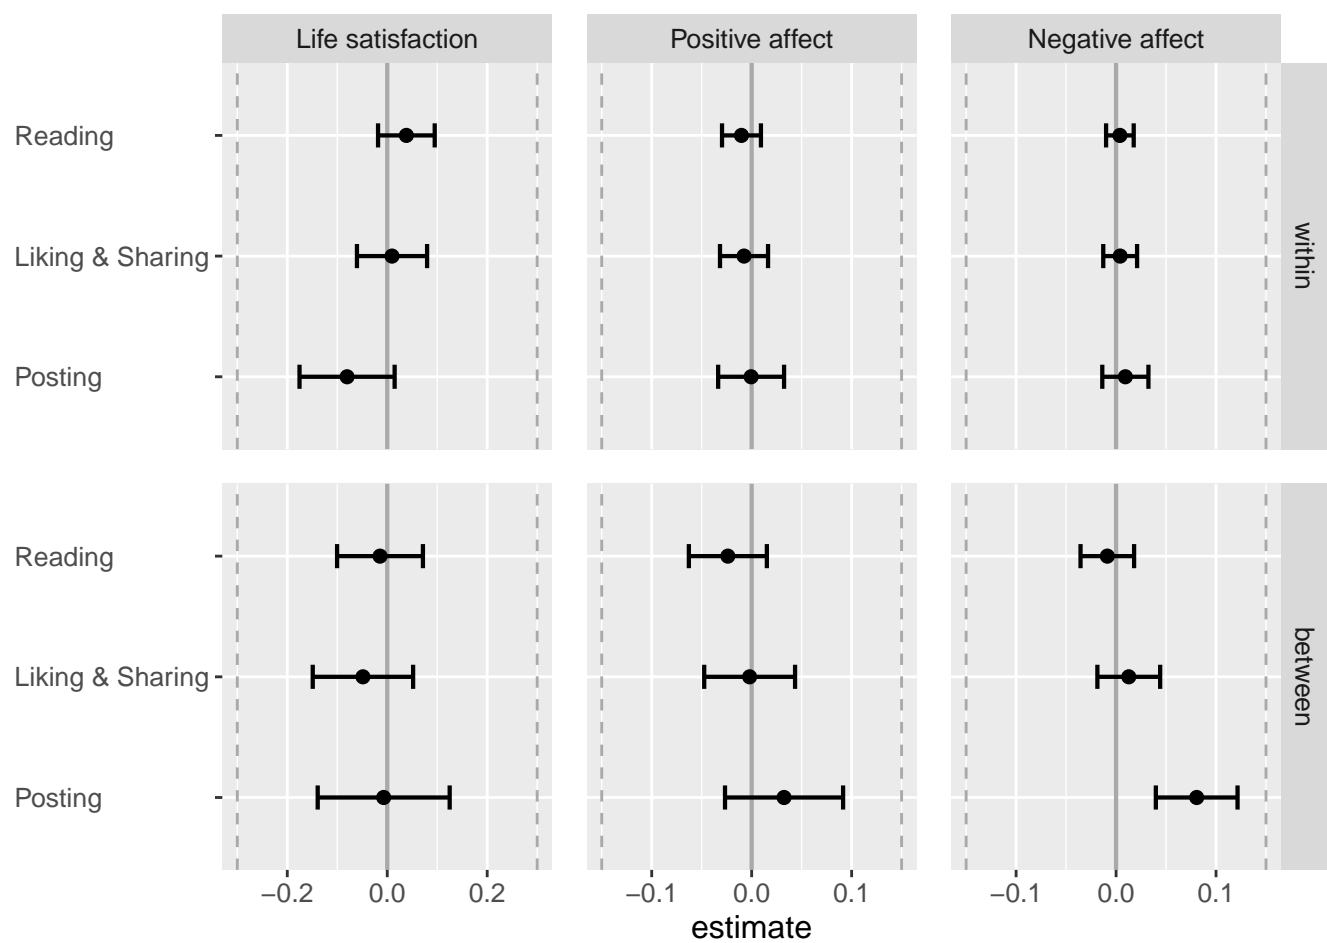 Life satisfaction Positive affect Negative affect
Reading
Liking & Sharing
Posting
within
Reading
Liking & Sharing
Posting
between
−0.2 0.0 0.2 −0.1 0.0 0.1 −0.1 0.0 0.1
estimate